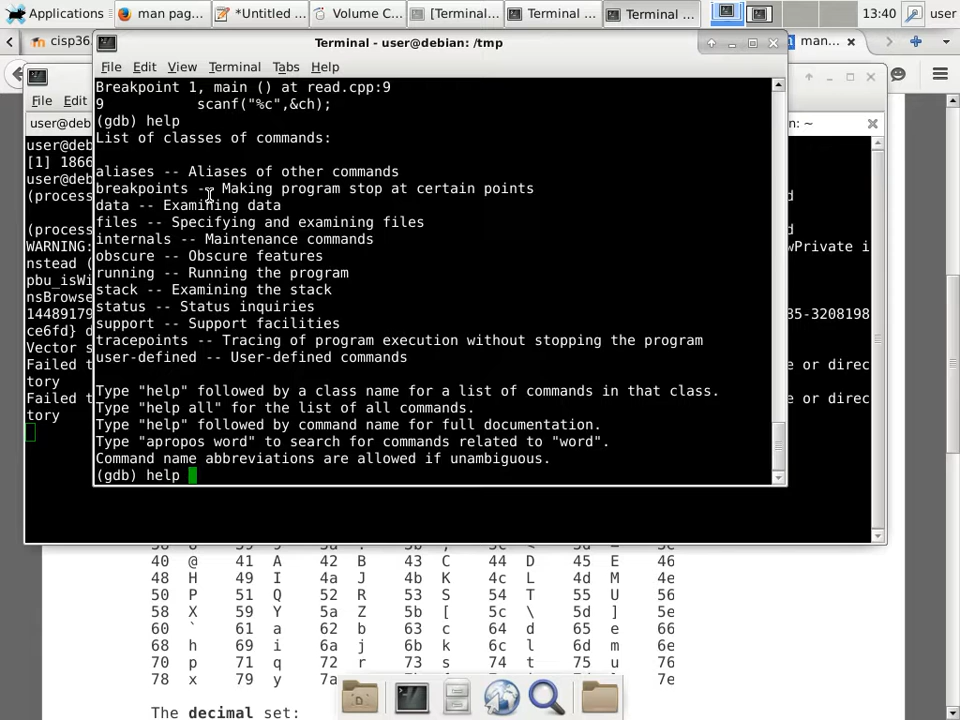 Applications
man pag...
*Untitled ...
Volume C...
[Terminal...
Terminal ...
Terminal ...
13:40
user
cisp36
man...
Terminal - user@debian: /tmp
File Edit View Terminal Tabs Help
File Edit
user@deb
n: ~
Breakpoint 1, main () at read.cpp:9
9 scanf("%c",&ch);
(gdb) help
List of classes of commands:
aliases -- Aliases of other commands
breakpoints -- Making program stop at certain points
data -- Examining data
files -- Specifying and examining files
internals -- Maintenance commands
obscure -- Obscure features
running -- Running the program
stack -- Examining the stack
status -- Status inquiries
support -- Support facilities
tracepoints -- Tracing of program execution without stopping the program
user-defined -- User-defined commands
Type "help" followed by a class name for a list of commands in that class.
Type "help all" for the list of all commands.
Type "help" followed by command name for full documentation.
Type "apropos word" to search for commands related to "word".
Command name abbreviations are allowed if unambiguous.
(gdb) help
user@deb
[1] 1866
user@deb
(process
(process
WARNING: wPrivate i
nstead (
pbu_isWi
nsBrowse
14489179 35-3208198
ce6fd} d
Vector s
Failed t e or direc
tory
Failed t e or direc
tory
40 @ 41 A 42 B 43 C 44 D 45 E 46
48 H 49 I 4a J 4b K 4c L 4d M 4e
50 P 51 Q 52 R 53 S 54 T 55 U 56
58 X 59 Y 5a Z 5b [ 5c \ 5d ] 5e
60 ` 61 a 62 b 63 c 64 d 65 e 66
68 h 69 i 6a j 6b k 6c l 6d m 6e
70 p 71 q 72 r 73 s 74 t 75 u 76
78 x 79 y 7a 7e
The decimal set: